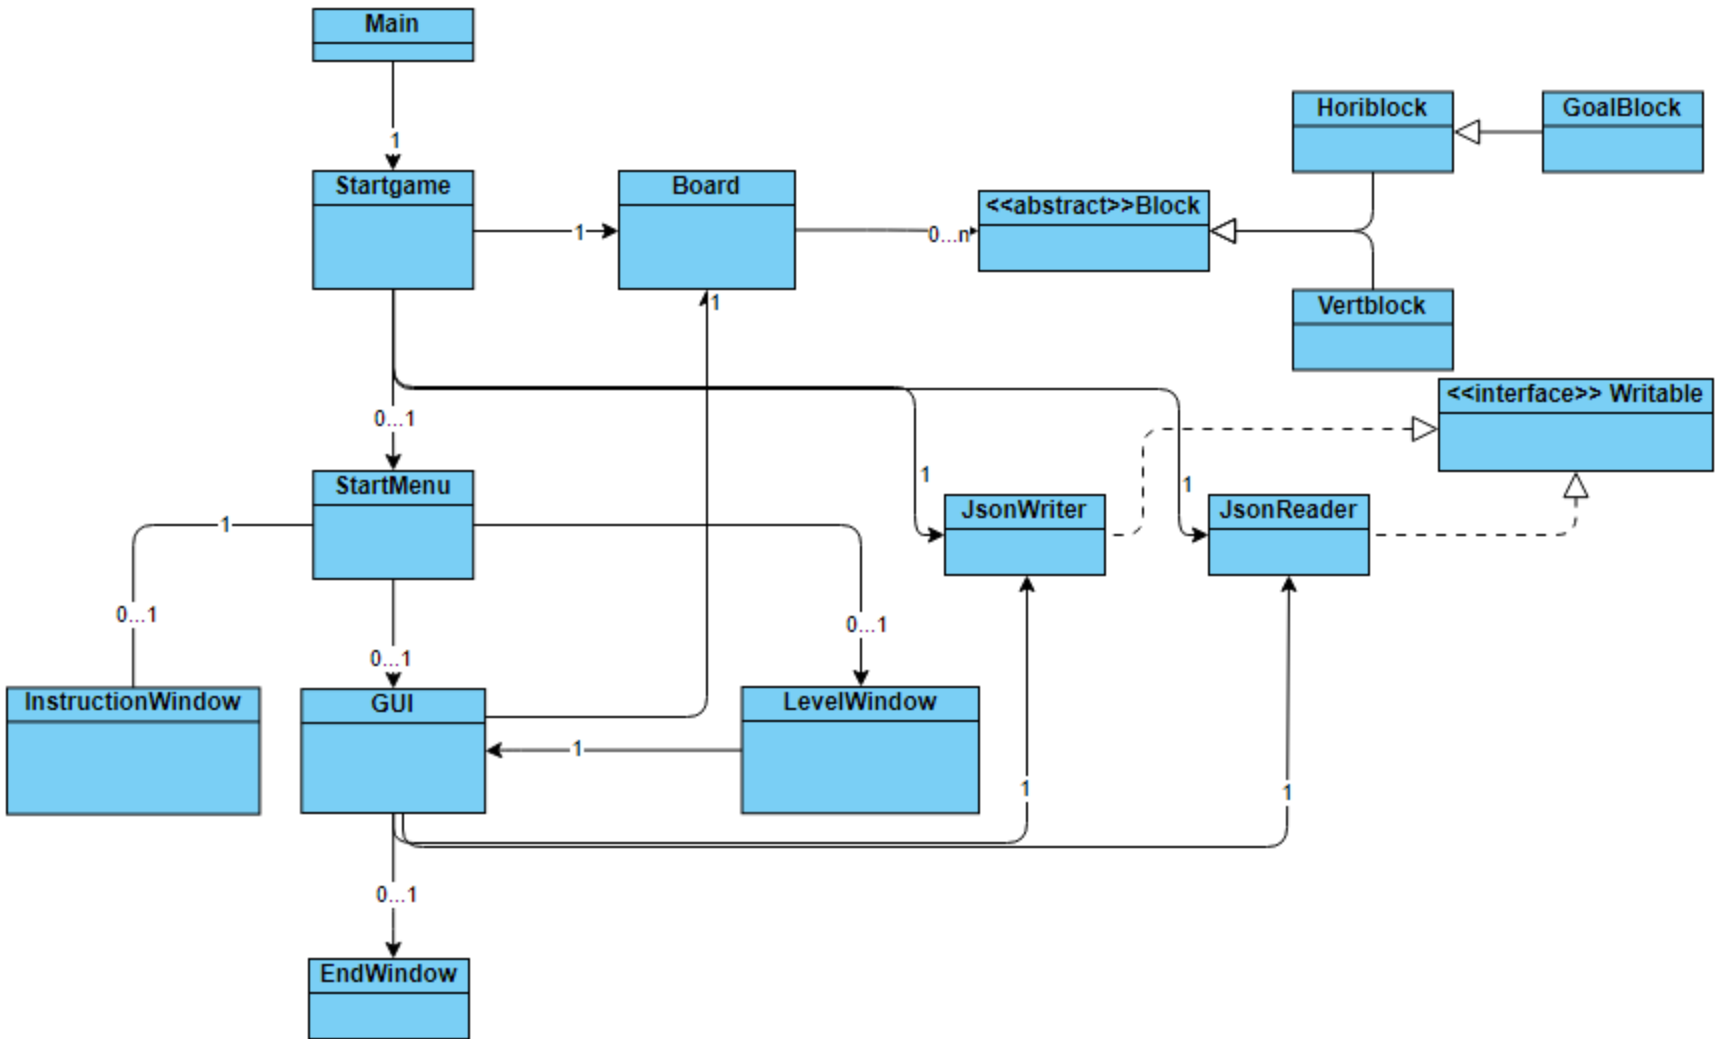 Main
1
Horiblock
GoalBlock
Startgame
Board
<<abstract>>Block
1
0...n
1
Vertblock
<<interface>> Writable
0...1
1
1
StartMenu
JsonWriter
JsonReader
1
0...1
0...1
0...1
InstructionWindow
GUI
LevelWindow
1
1
1
0...1
EndWindow